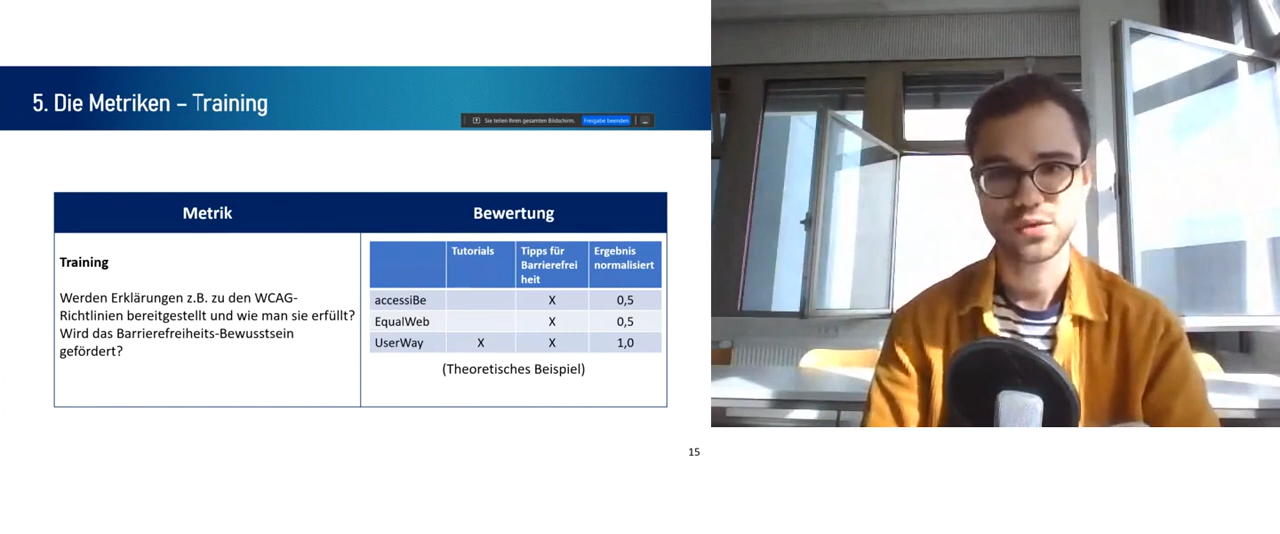 5. Die Metriken – Training
Sie teilen Ihren gesamten Bildschirm. Freigabe beenden
Metrik
Bewertung
Training
Werden Erklärungen z.B. zu den WCAG-
Richtlinien bereitgestellt und wie man sie erfüllt?
Wird das Barrierefreiheits-Bewusstsein
gefördert?
Tutorials
Tipps für
Barrierefrei
heit
Ergebnis
normalisiert
accessiBe X 0,5
EqualWeb X 0,5
UserWay X X 1,0
(Theoretisches Beispiel)
15